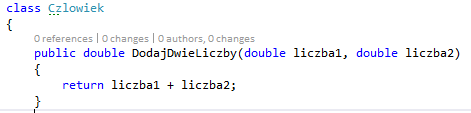 class Czlowiek
{
0 references | 0 changes | 0 authors, 0 changes
public double DodajDwieLiczby(double liczba1, double liczba2)
{
return liczba1 + liczba2;
}